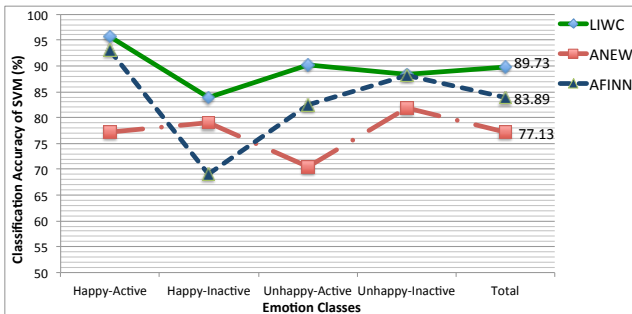 Classification Accuracy of SVM (%)
100
95
90
85
80
75
70
65
60
55
50
89.73
83.89
77.13
LIWC
ANEW
AFINN
Happy-Active
Happy-Inactive
Unhappy-Active
Unhappy-Inactive
Total
Emotion Classes